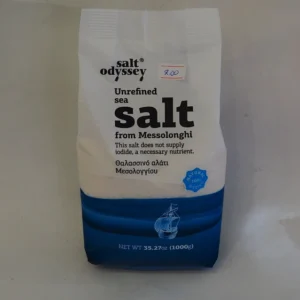 salt®
odyssey
8.00
Unrefined
sea
salt
from Messolonghi
This salt does not supply
iodide, a necessary nutrient.
Θαλασσινό αλάτι
Μεσολογγίου
NET WT 35.27oz (1000g)